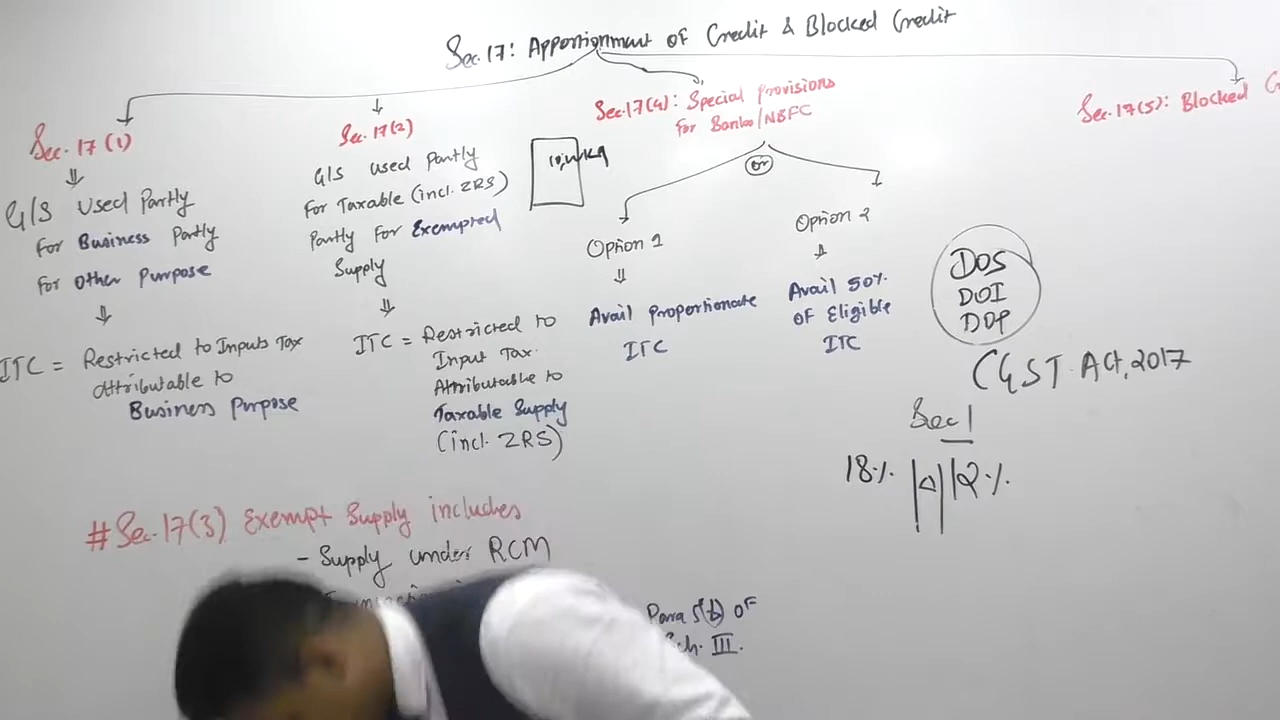 Sec.17: Apportionment of Credit & Blocked Credit
Sec.17(1)
G/S Used Partly
for Business Partly
for Other Purpose
ITC = Restricted to Inputs Tax
Attributable to
Business Purpose
Sec.17(2)
G/S used Partly
for Taxable (incl. ZRS)
Partly for Exempted
Supply
ITC = Restricted to
Input Tax
Attributable to
Taxable Supply
(incl. ZRS)
Sec.17(4): Special Provisions
for Banks/NBFC
or
Option 1
Avail Proportionate
ITC
Option 2
Avail 50%
of Eligible
ITC
Sec.17(5): Blocked
DOS
DOI
DOP
CGST Act, 2017
Sec 1
18% 12%
# Sec.17(3) Exempt Supply includes
- Supply under RCM
Para 5(b) of
Sch. III.